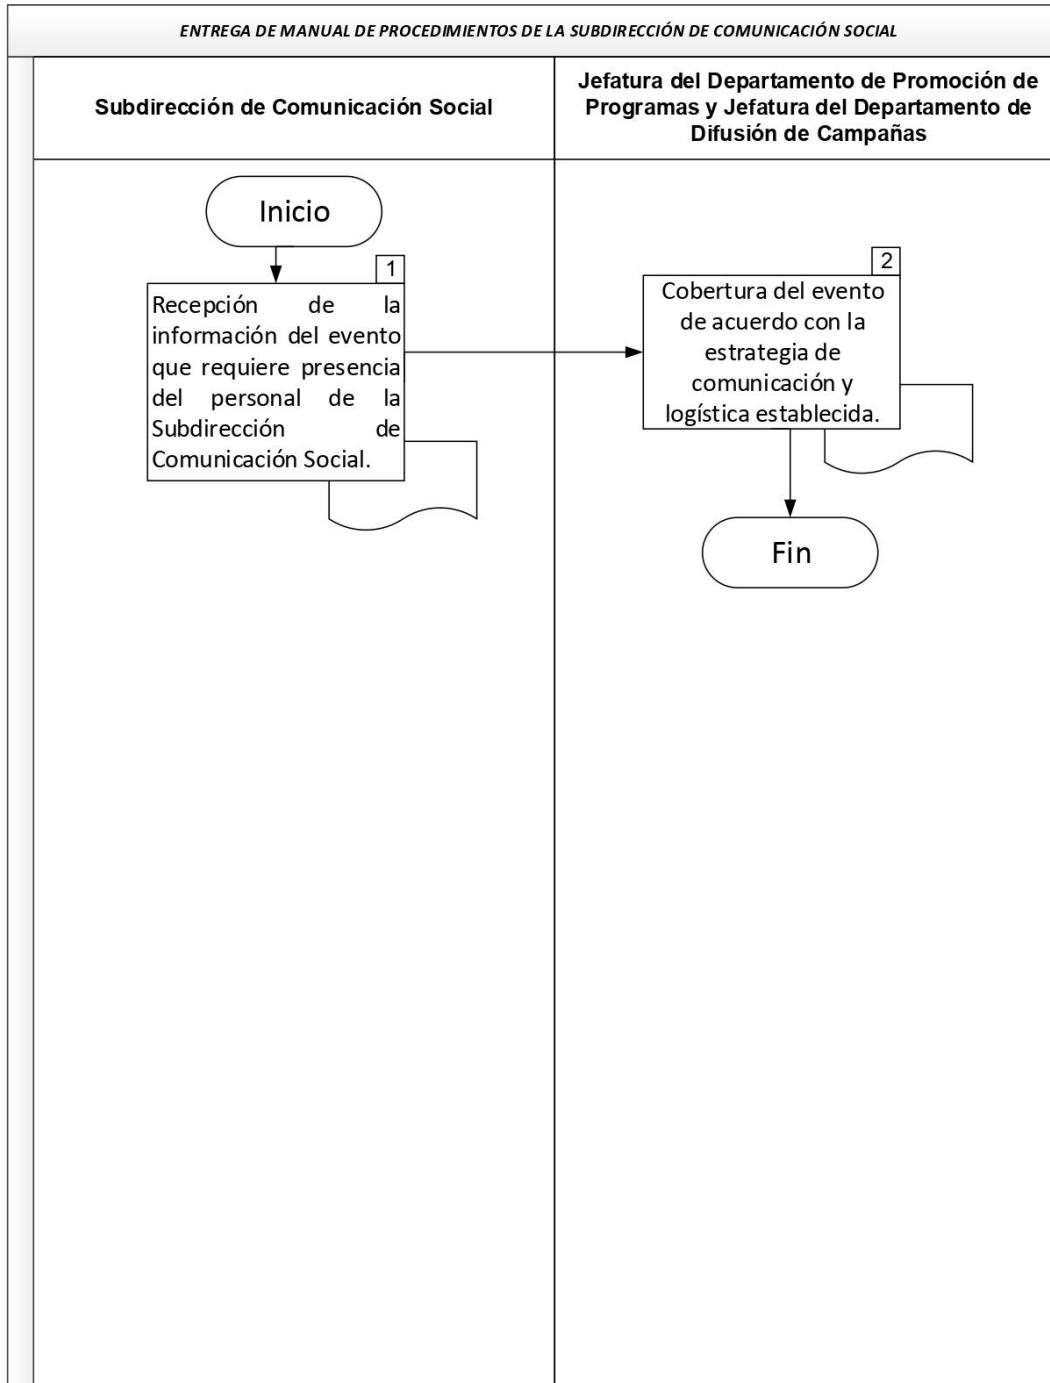 ENTREGA DE MANUAL DE PROCEDIMIENTOS DE LA SUBDIRECCIÓN DE COMUNICACIÓN SOCIAL
Subdirección de Comunicación Social
Jefatura del Departamento de Promoción de
Programas y Jefatura del Departamento de
Difusión de Campañas
Inicio
1
Recepción de la
información del evento
que requiere presencia
del personal de la
Subdirección de
Comunicación Social.
2
Cobertura del evento
de acuerdo con la
estrategia de
comunicación y
logística establecida.
Fin